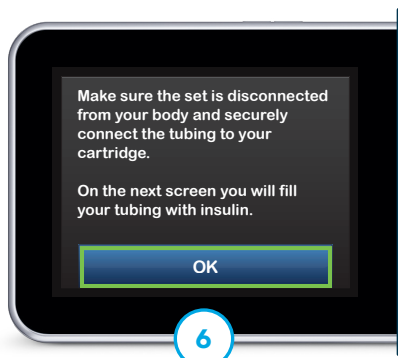 Make sure the set is disconnected
from your body and securely
connect the tubing to your
cartridge.
On the next screen you will fill
your tubing with insulin.
OK
6